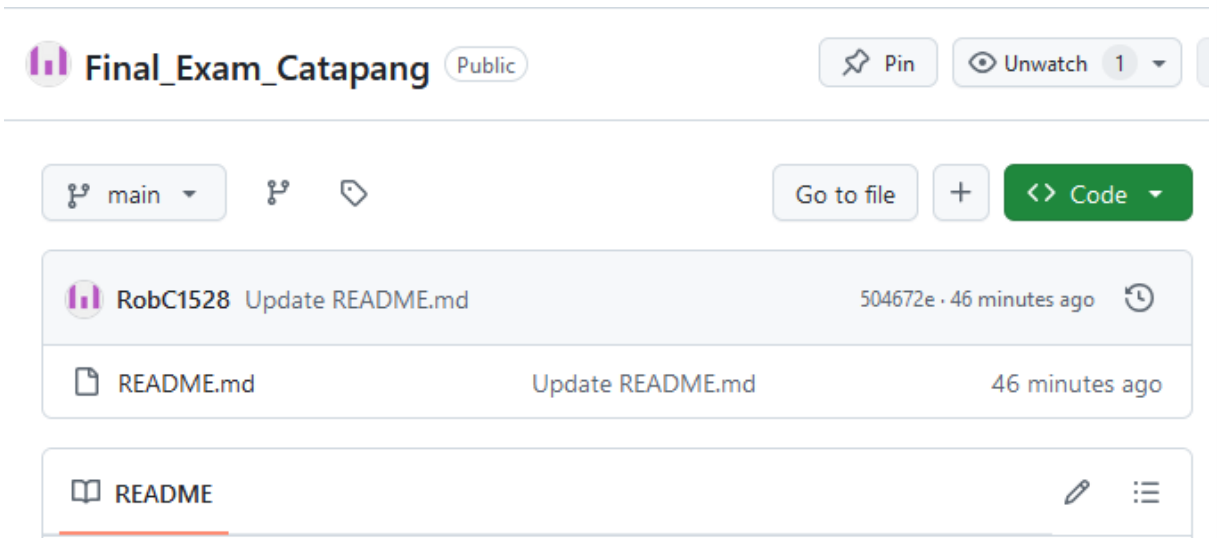 Final_Exam_Catapang Public Pin Unwatch 1
main Go to file + <> Code
RobC1528 Update README.md 504672e · 46 minutes ago
README.md Update README.md 46 minutes ago
README